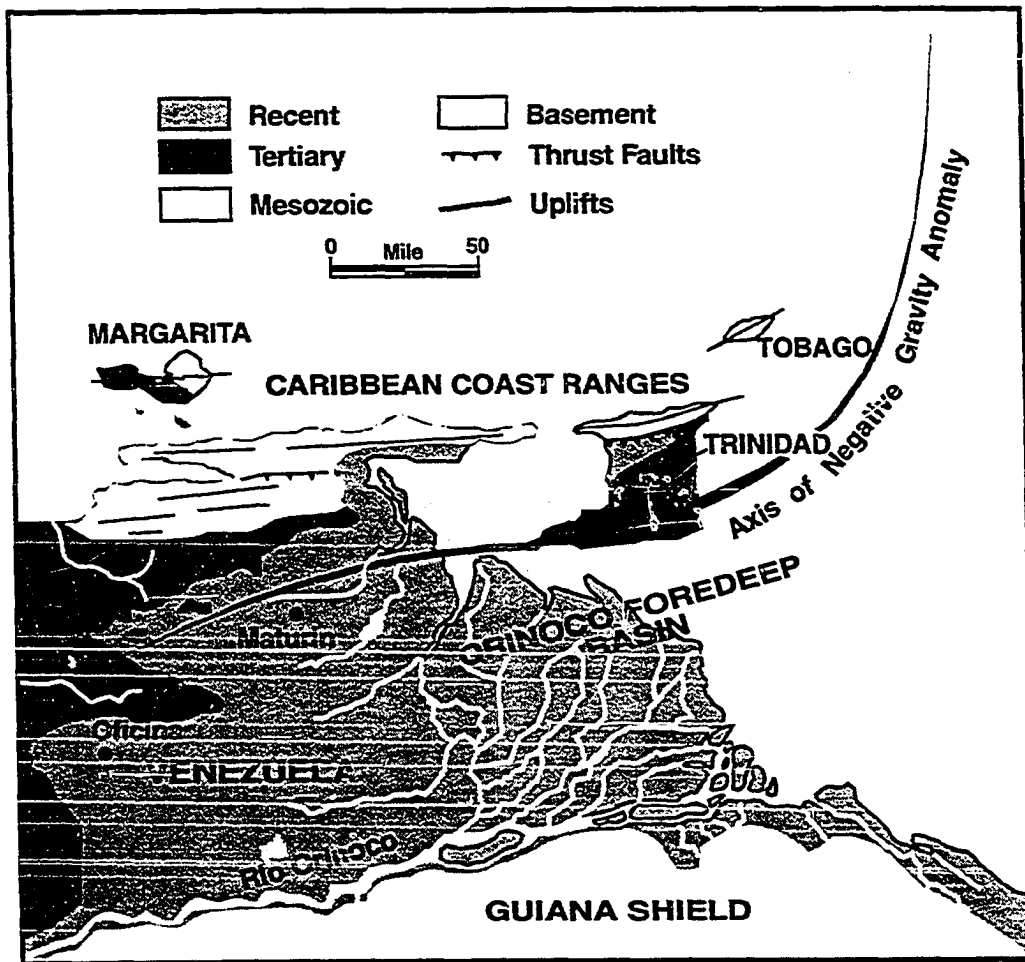 Recent
Basement
Tertiary
Thrust Faults
Mesozoic
Uplifts
0 Mile 50
MARGARITA
TOBAGO
CARIBBEAN COAST RANGES
TRINIDAD
Axis of Negative Gravity Anomaly
ORINOCO FOREDEEP
BASIN
Maturin
Oficina
VENEZUELA
Rio Orinoco
GUIANA SHIELD